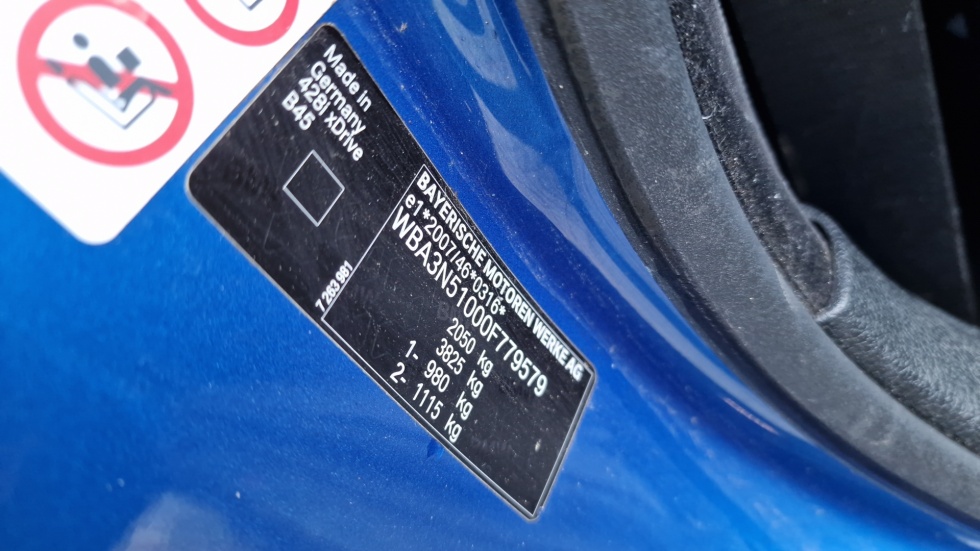 Made in
Germany
428i xDrive
B45
7 263 961
BAYERISCHE MOTOREN WERKE AG
e1*2007/46*0316*
WBA3N51000F779579
2050 kg
3825 kg
1- 980 kg
2- 1115 kg